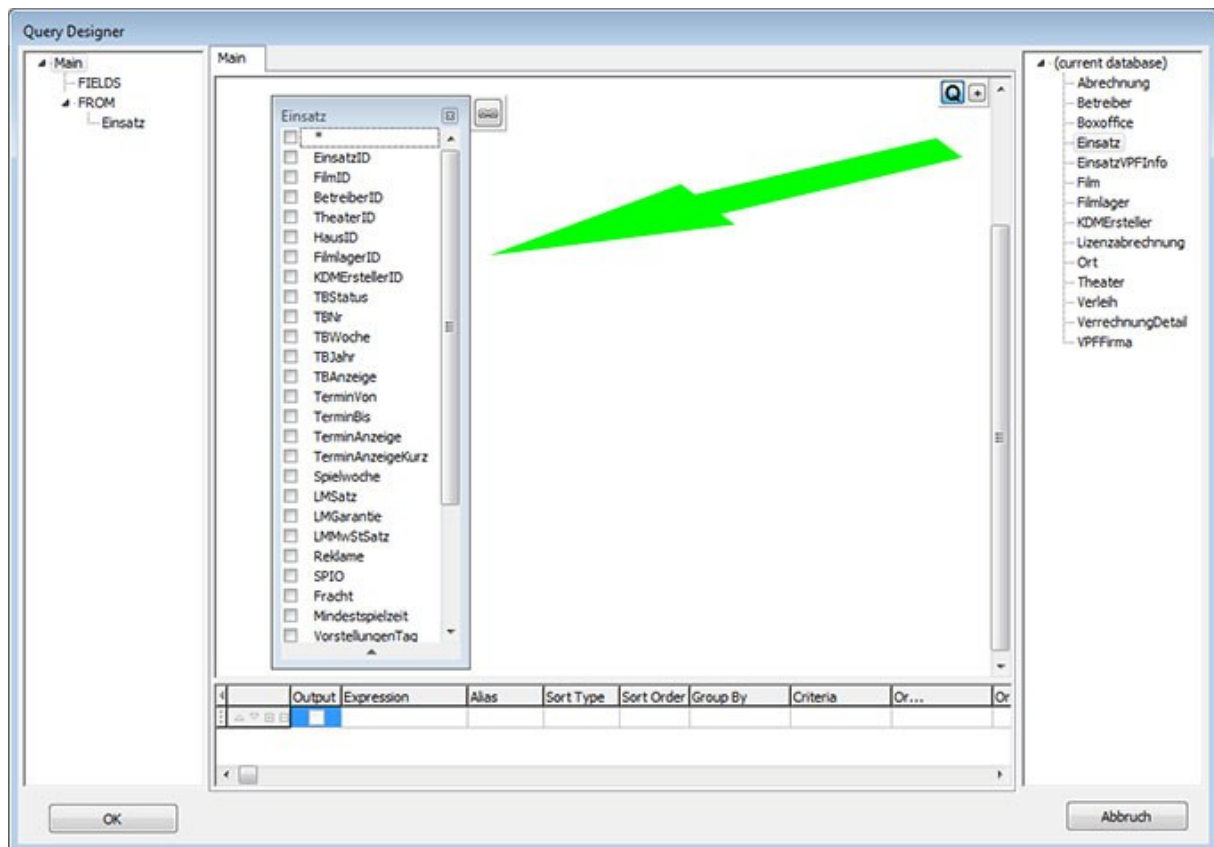 Query Designer
Main
FIELDS
FROM
Einsatz
Main
Q
Einsatz
*
EinsatzID
FilmID
BetreiberID
TheaterID
HausID
FilmlagerID
KDMErstellerID
TBStatus
TBNr
TBWoche
TBJahr
TBAnzeige
TerminVon
TerminBis
TerminAnzeige
TerminAnzeigeKurz
Spielwoche
LMSatz
LMGarantie
LMMwStSatz
Reklame
SPIO
Fracht
Mindestspielzeit
VorstellungenTag
Output Expression Alias Sort Type Sort Order Group By Criteria Or... Or
(current database)
Abrechnung
Betreiber
Boxoffice
Einsatz
EinsatzVPFInfo
Film
Filmlager
KDMErsteller
Lizenzabrechnung
Ort
Theater
Verleih
VerrechnungDetail
VPFFirma
OK
Abbruch